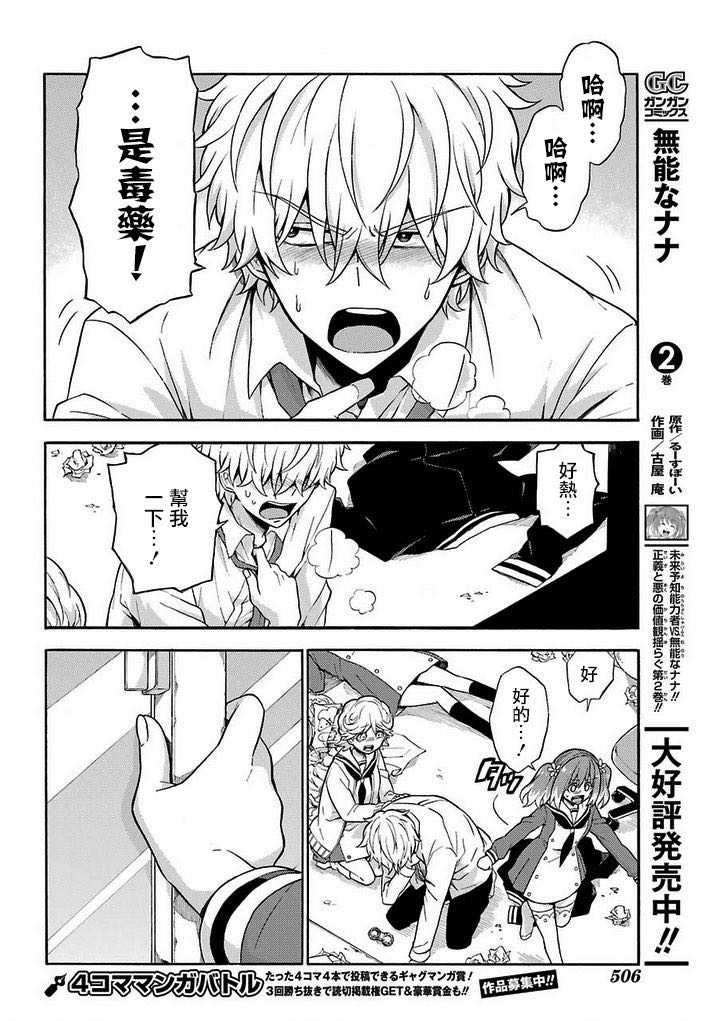 哈啊…
哈啊…
…是毒藥！
好熱…
幫我
一下…！
好
好的…！
ガタッ
GC
ガンガン
コミックス
無能なナナ
2巻
原作／るーすぼーい
作画／古屋庵
未来予知能力者VS無能なナナ!!
正義と悪の価値観揺らぐ第2巻!!
大好評発売中!!
4コママンガバトル
たった4コマ4本で投稿できるギャグマンガ賞！
3回勝ち抜きで読切掲載権GET＆豪華賞金も!!
作品募集中!!
506